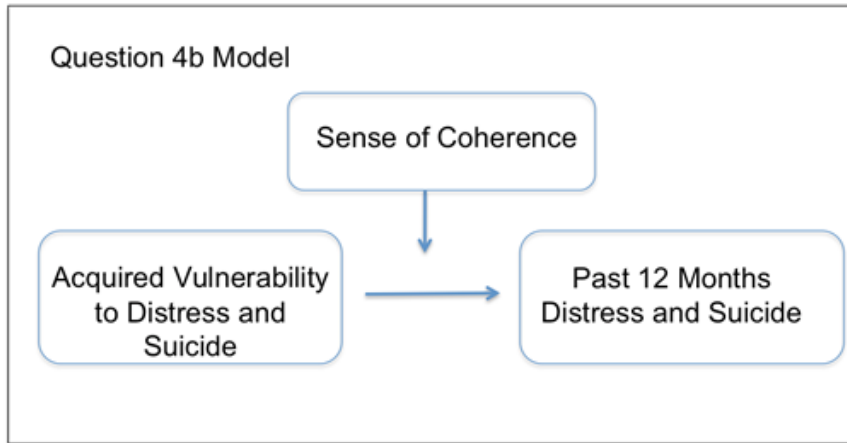 Question 4b Model
Sense of Coherence
Acquired Vulnerability
to Distress and
Suicide
Past 12 Months
Distress and Suicide